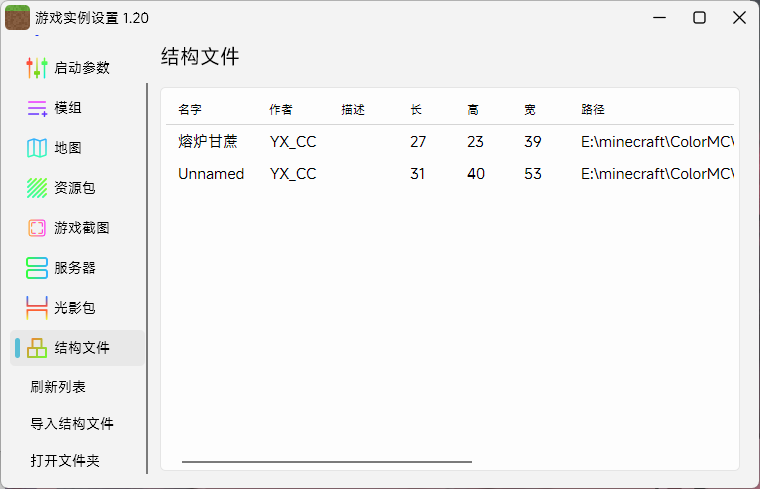 游戏实例设置 1.20
-
启动参数
模组
地图
资源包
游戏截图
服务器
光影包
结构文件
刷新列表
导入结构文件
打开文件夹
结构文件
名字 作者 描述 长 高 宽 路径
熔炉甘蔗 YX_CC 27 23 39 E:\minecraft\ColorMC\
Unnamed YX_CC 31 40 53 E:\minecraft\ColorMC\